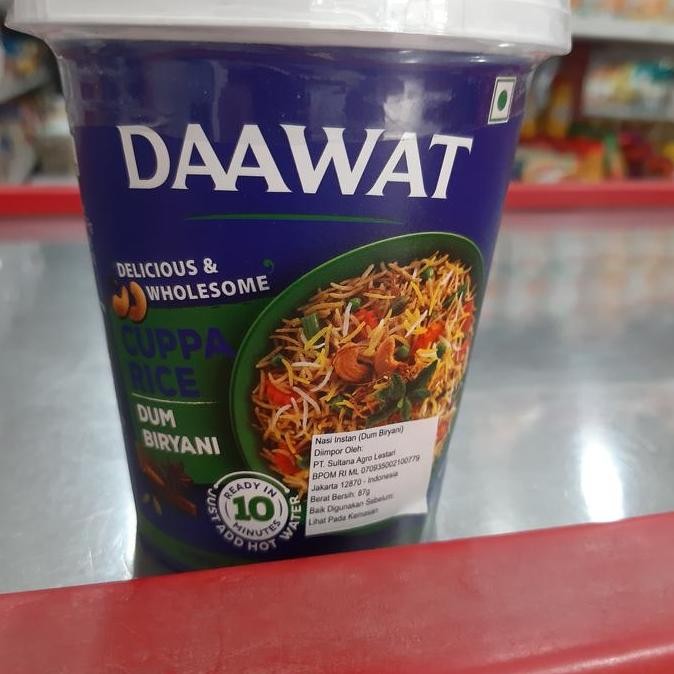 DAAWAT
DELICIOUS &
WHOLESOME
CUPPA
RICE
DUM
BIRYANI
READY IN
10
MINUTES
JUST ADD HOT WATER
Nasi Instan (Dum Biryani)
Diimpor Oleh:
PT. Sultana Agro Lestari
BPOM RI ML 070935002100779
Jakarta 12870 - Indonesia
Berat Bersih: 87g
Baik Digunakan Sebelum:
Lihat Pada Kemasan